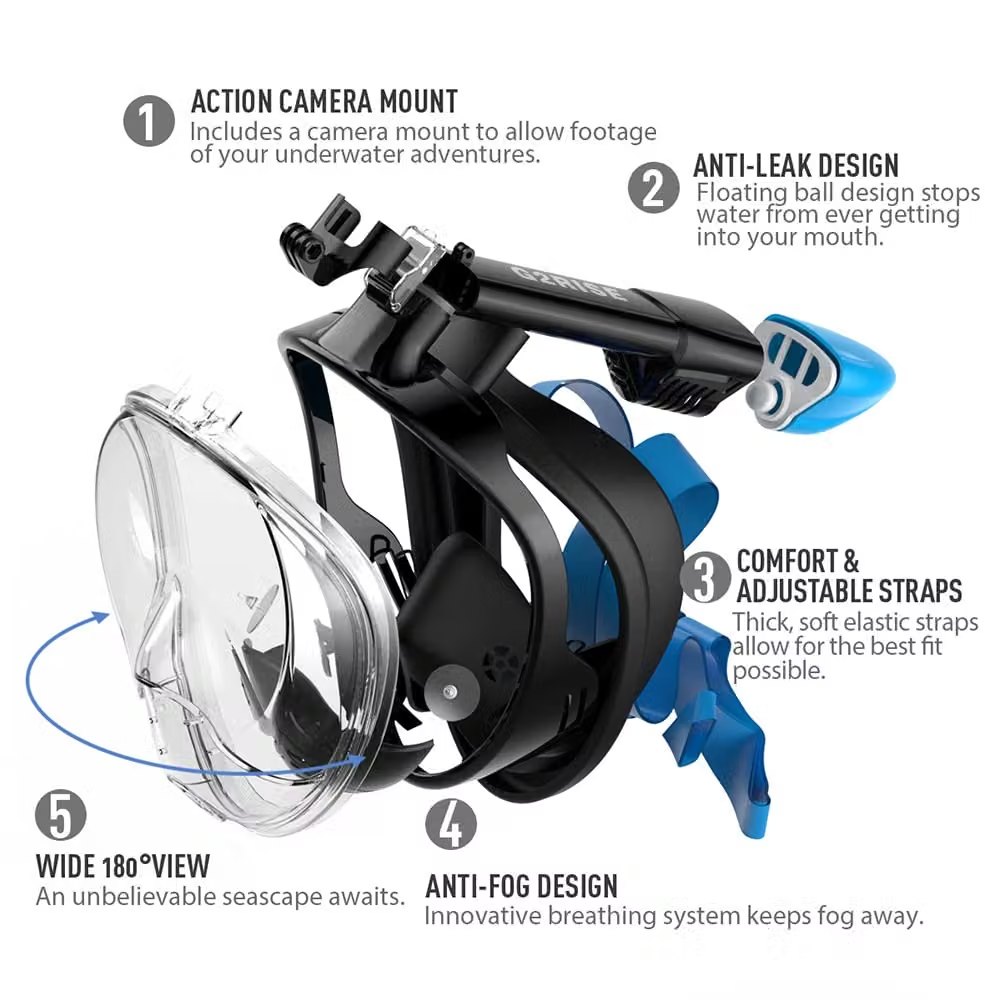 1
ACTION CAMERA MOUNT
Includes a camera mount to allow footage
of your underwater adventures.
2
ANTI-LEAK DESIGN
Floating ball design stops
water from ever getting
into your mouth.
G2RISE
3
COMFORT &
ADJUSTABLE STRAPS
Thick, soft elastic straps
allow for the best fit
possible.
5
WIDE 180°VIEW
An unbelievable seascape awaits.
4
ANTI-FOG DESIGN
Innovative breathing system keeps fog away.